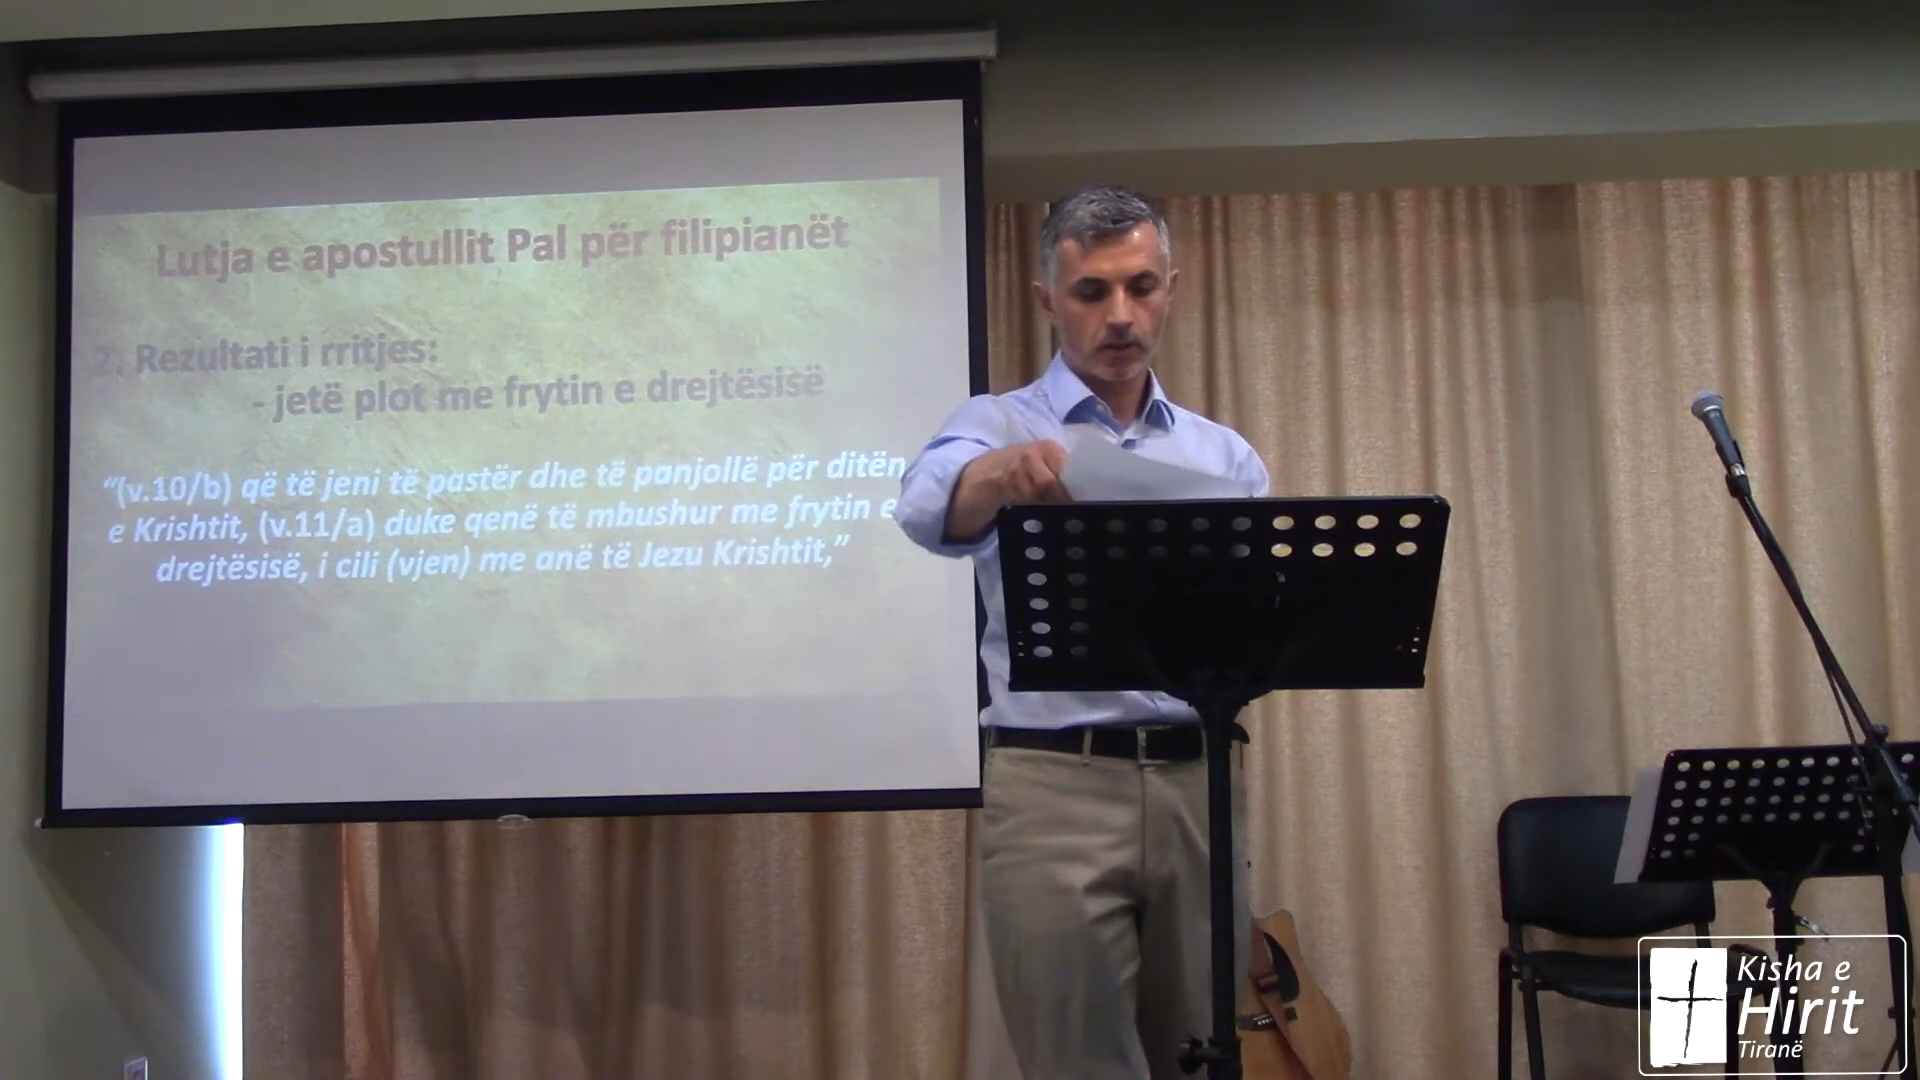 Lutja e apostullit Pal për filipianët
2. Rezultati i rritjes:
- jetë plot me frytin e drejtësisë
“(v.10/b) që të jeni të pastër dhe të panjollë për ditën
e Krishtit, (v.11/a) duke qenë të mbushur me frytin e
drejtësisë, i cili (vjen) me anë të Jezu Krishtit,”
Kisha e
Hirit
Tiranë